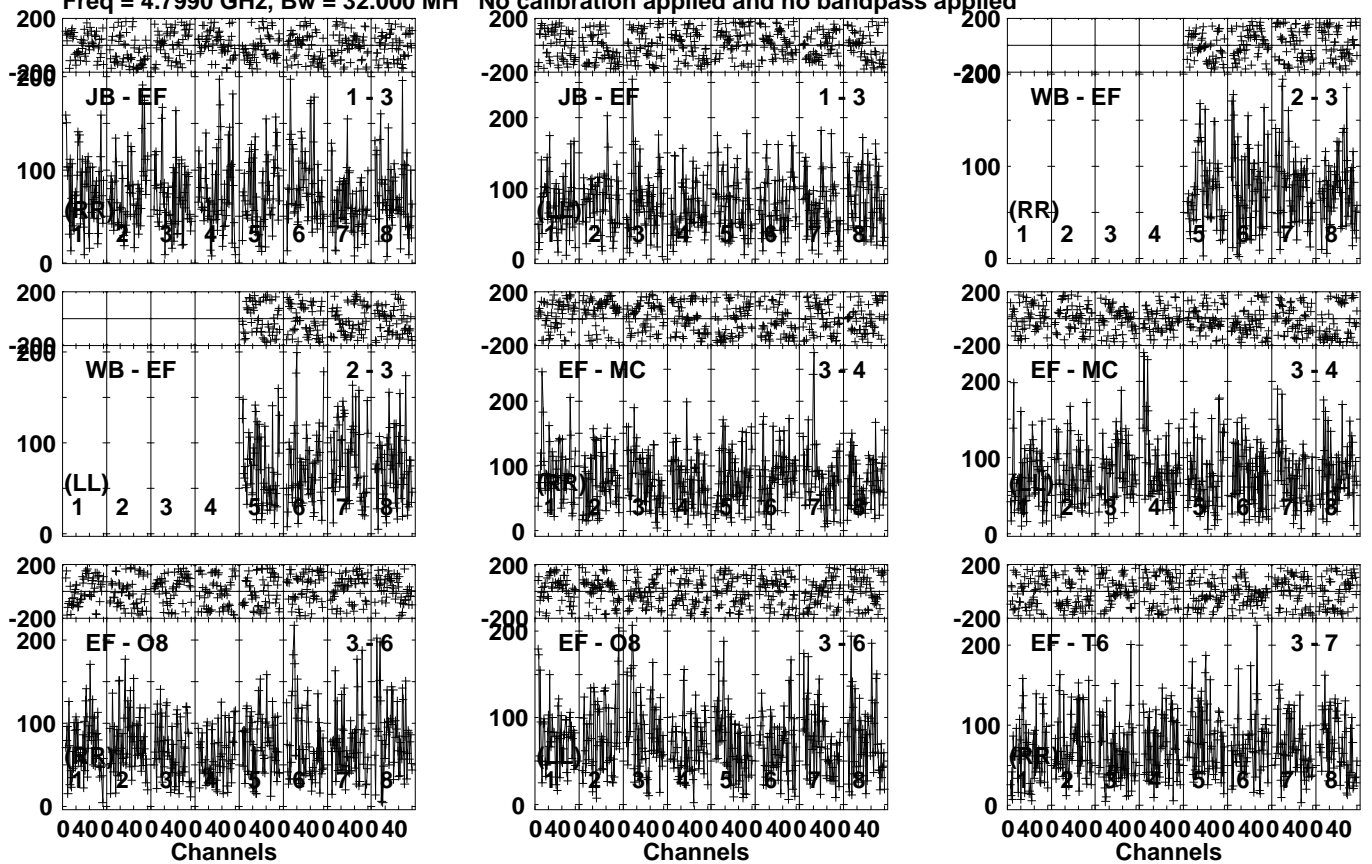 Freq = 4.7990 GHz, Bw = 32.000 MH No calibration applied and no bandpass applied
200 200 200
-200 -200 -200
200 JB - EF 1 - 3 JB - EF 1 - 3 200 WB - EF 2 - 3
200
100 100 100
(RR) (LL) (RR)
1 2 3 4 5 6 7 8 1 2 3 4 5 6 7 8 1 2 3 4 5 6 7 8
0 0 0
200 200 200
-200 -200 -200
200 WB - EF 2 - 3 EF - MC 3 - 4 EF - MC 3 - 4
200 200
100 100 100
(LL) (RR) (LL)
1 2 3 4 5 6 7 8 1 2 3 4 5 6 7 8 1 2 3 4 5 6 7 8
0 0 0
200 200 200
-200 -200 -200
200 EF - O8 3 - 6 200 EF - O8 3 - 6 EF - T6 3 - 7
200
100 100 100
(RR) (LL) (RR)
1 2 3 4 5 6 7 8 1 2 3 4 5 6 7 8 1 2 3 4 5 6 7 8
0 0 0
0 40 0 40 0 40 0 40 0 40 0 40 0 40 0 40 0 40 0 40 0 40 0 40 0 40 0 40 0 40 0 40 0 40 0 40 0 40 0 40 0 40 0 40 0 40 0 40
Channels Channels Channels